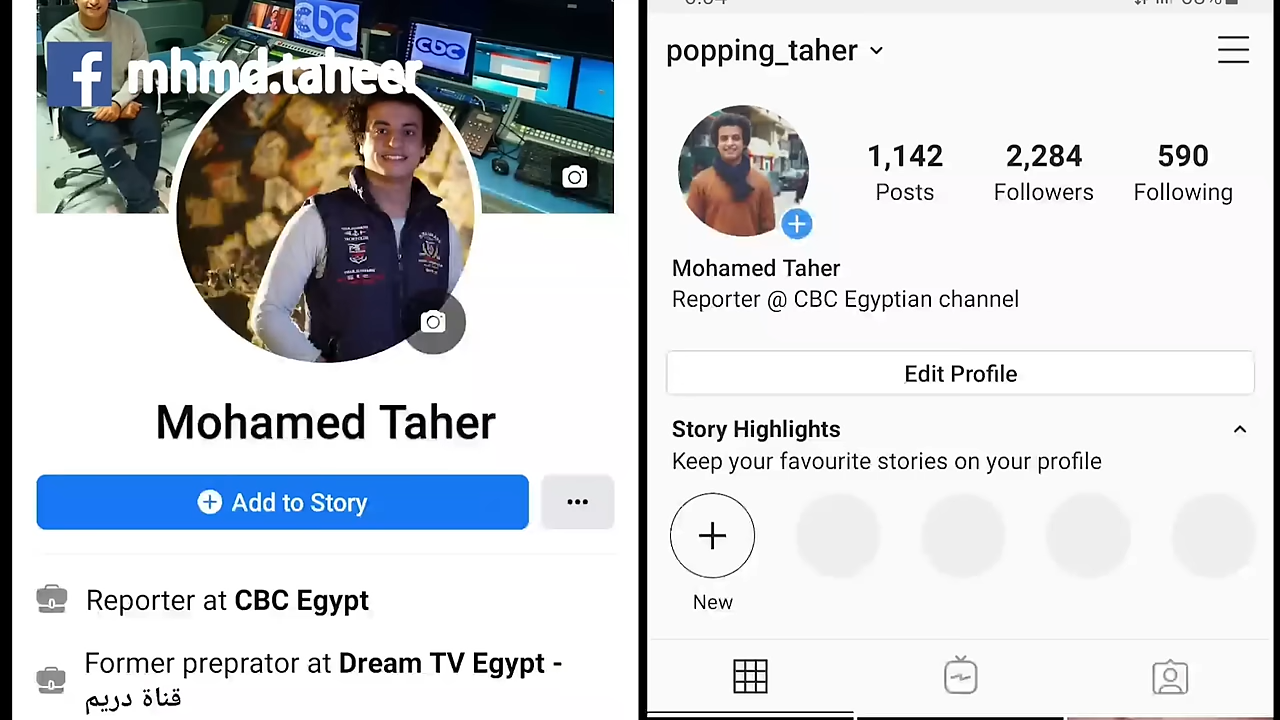 cbc
cbc
f mhmd.taheer
Mohamed Taher
Add to Story
Reporter at CBC Egypt
Former preprator at Dream TV Egypt -
قناة دريم
popping_taher
1,142
Posts
2,284
Followers
590
Following
Mohamed Taher
Reporter @ CBC Egyptian channel
Edit Profile
Story Highlights
Keep your favourite stories on your profile
New